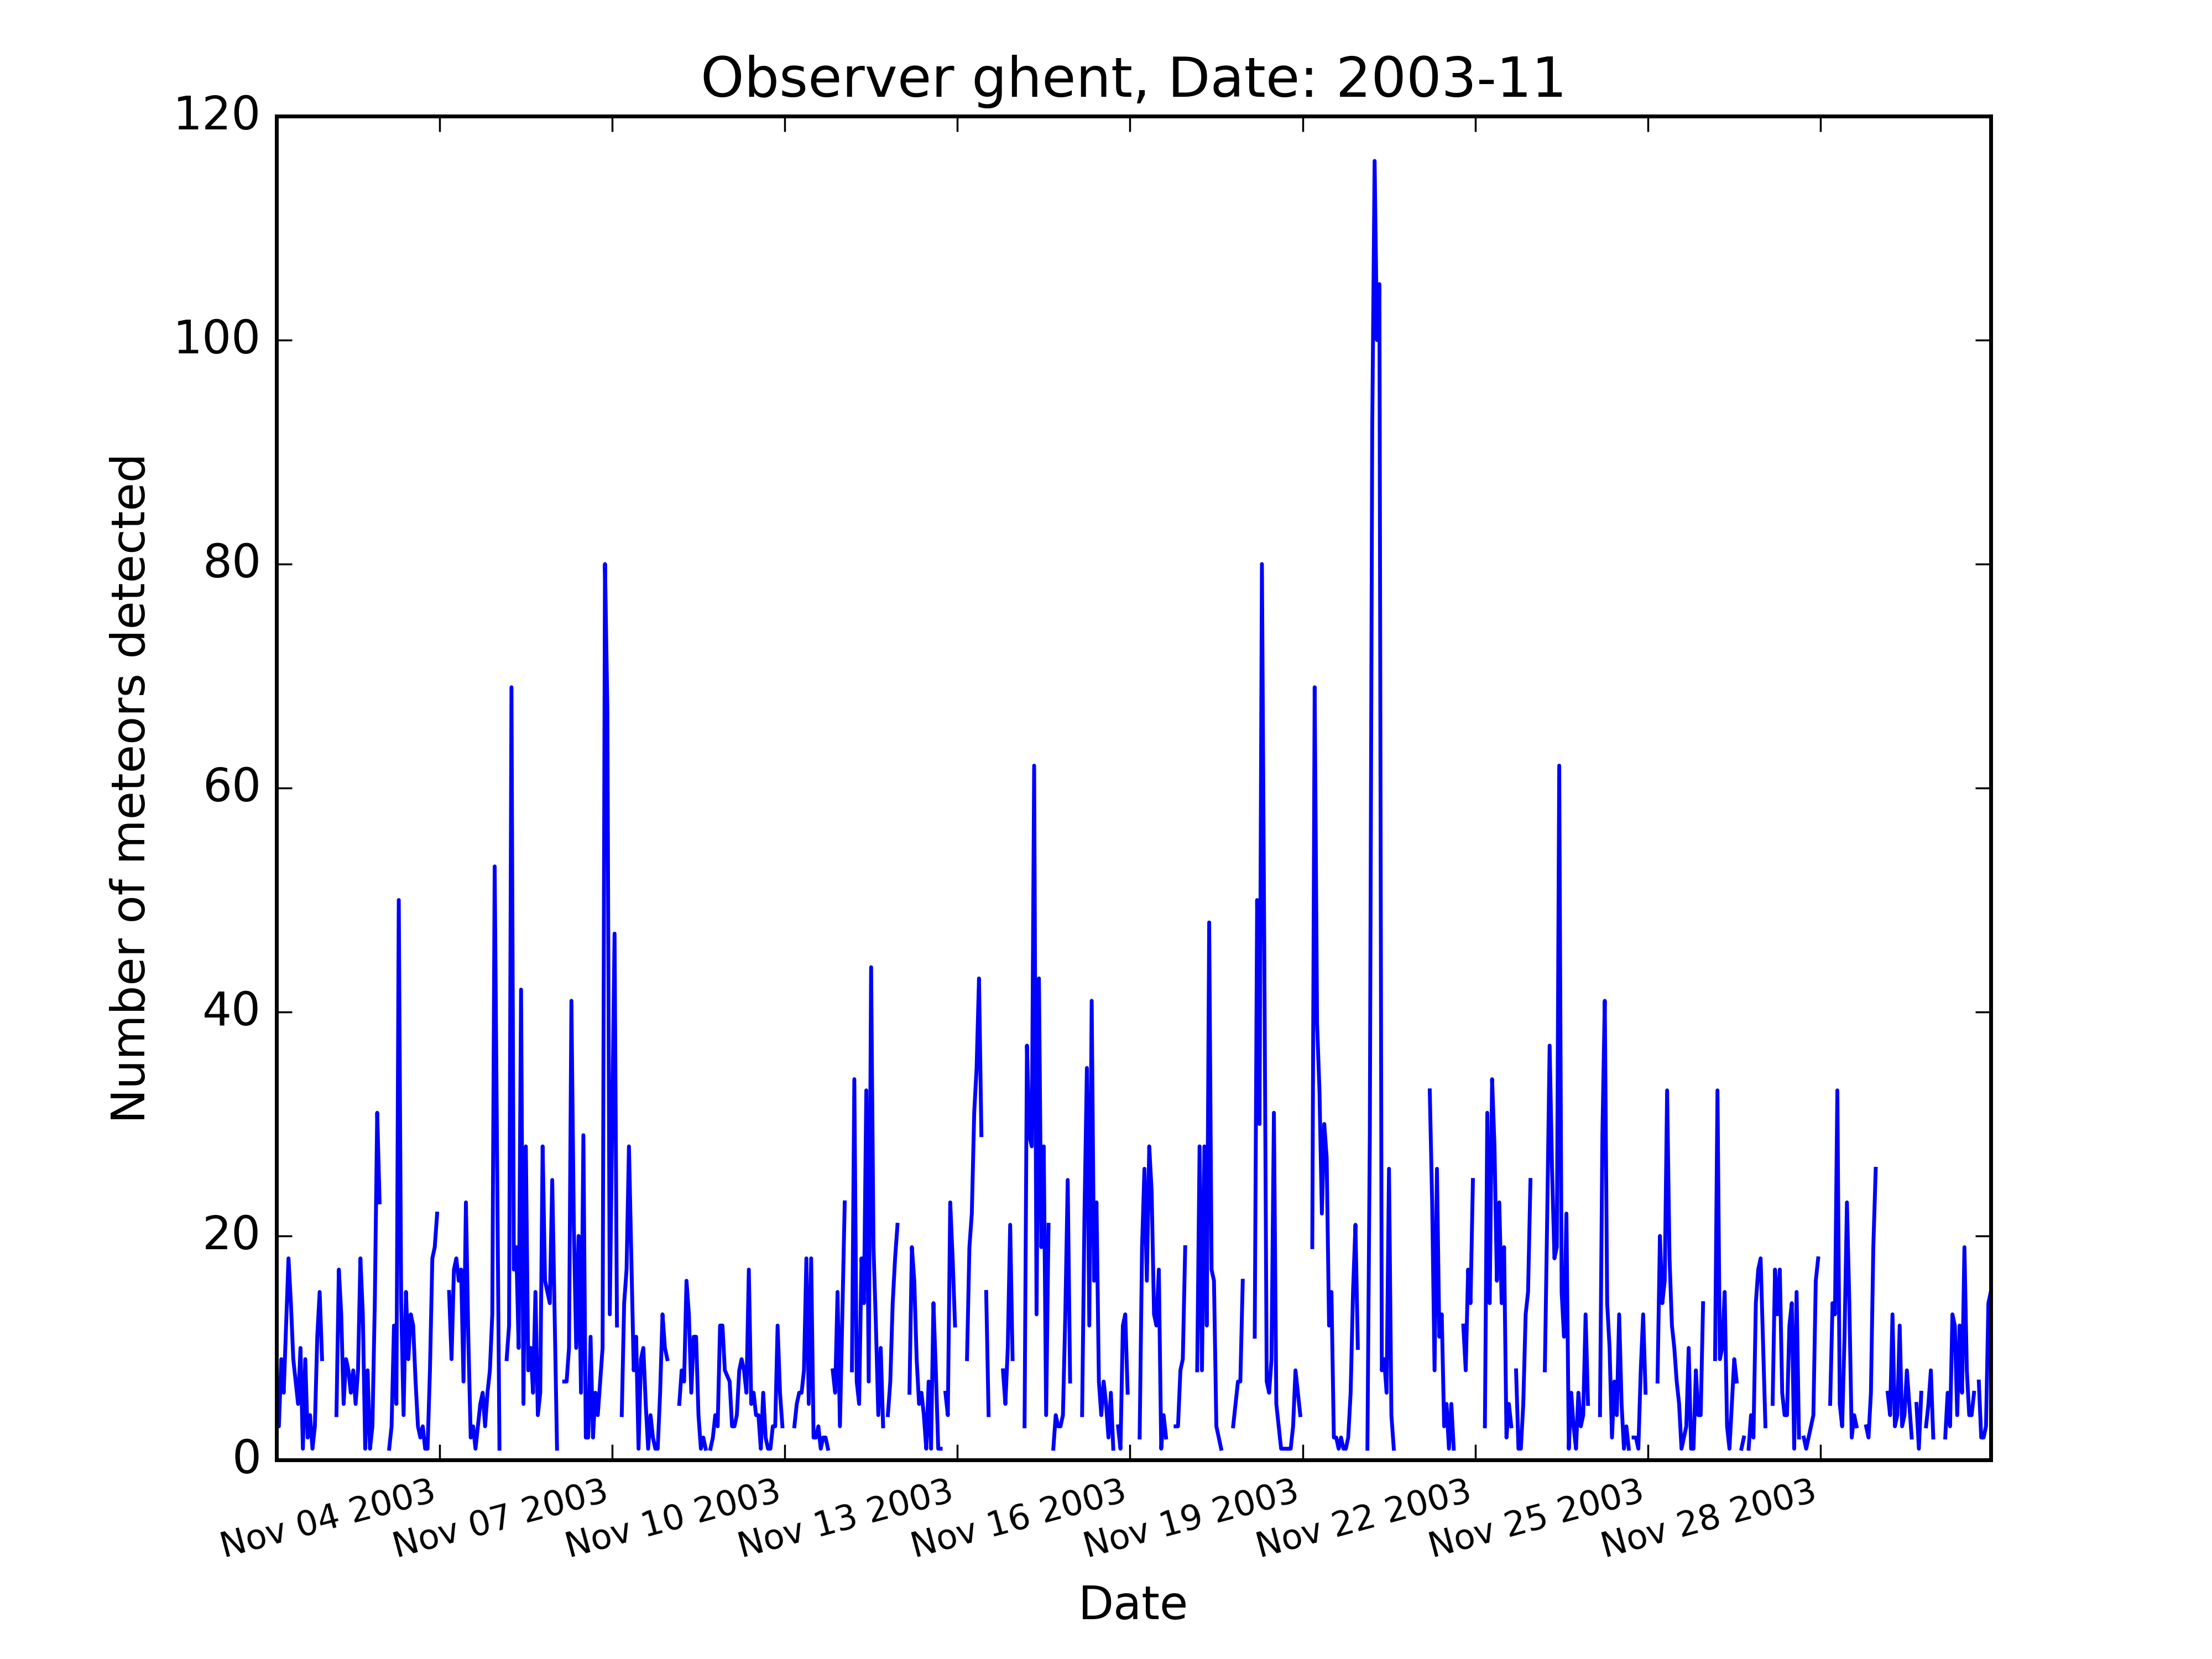 Observer ghent, Date: 2003-11
120
100
80
60
40
20
0
Number of meteors detected
Nov 04 2003
Nov 07 2003
Nov 10 2003
Nov 13 2003
Nov 16 2003
Nov 19 2003
Nov 22 2003
Nov 25 2003
Nov 28 2003
Date